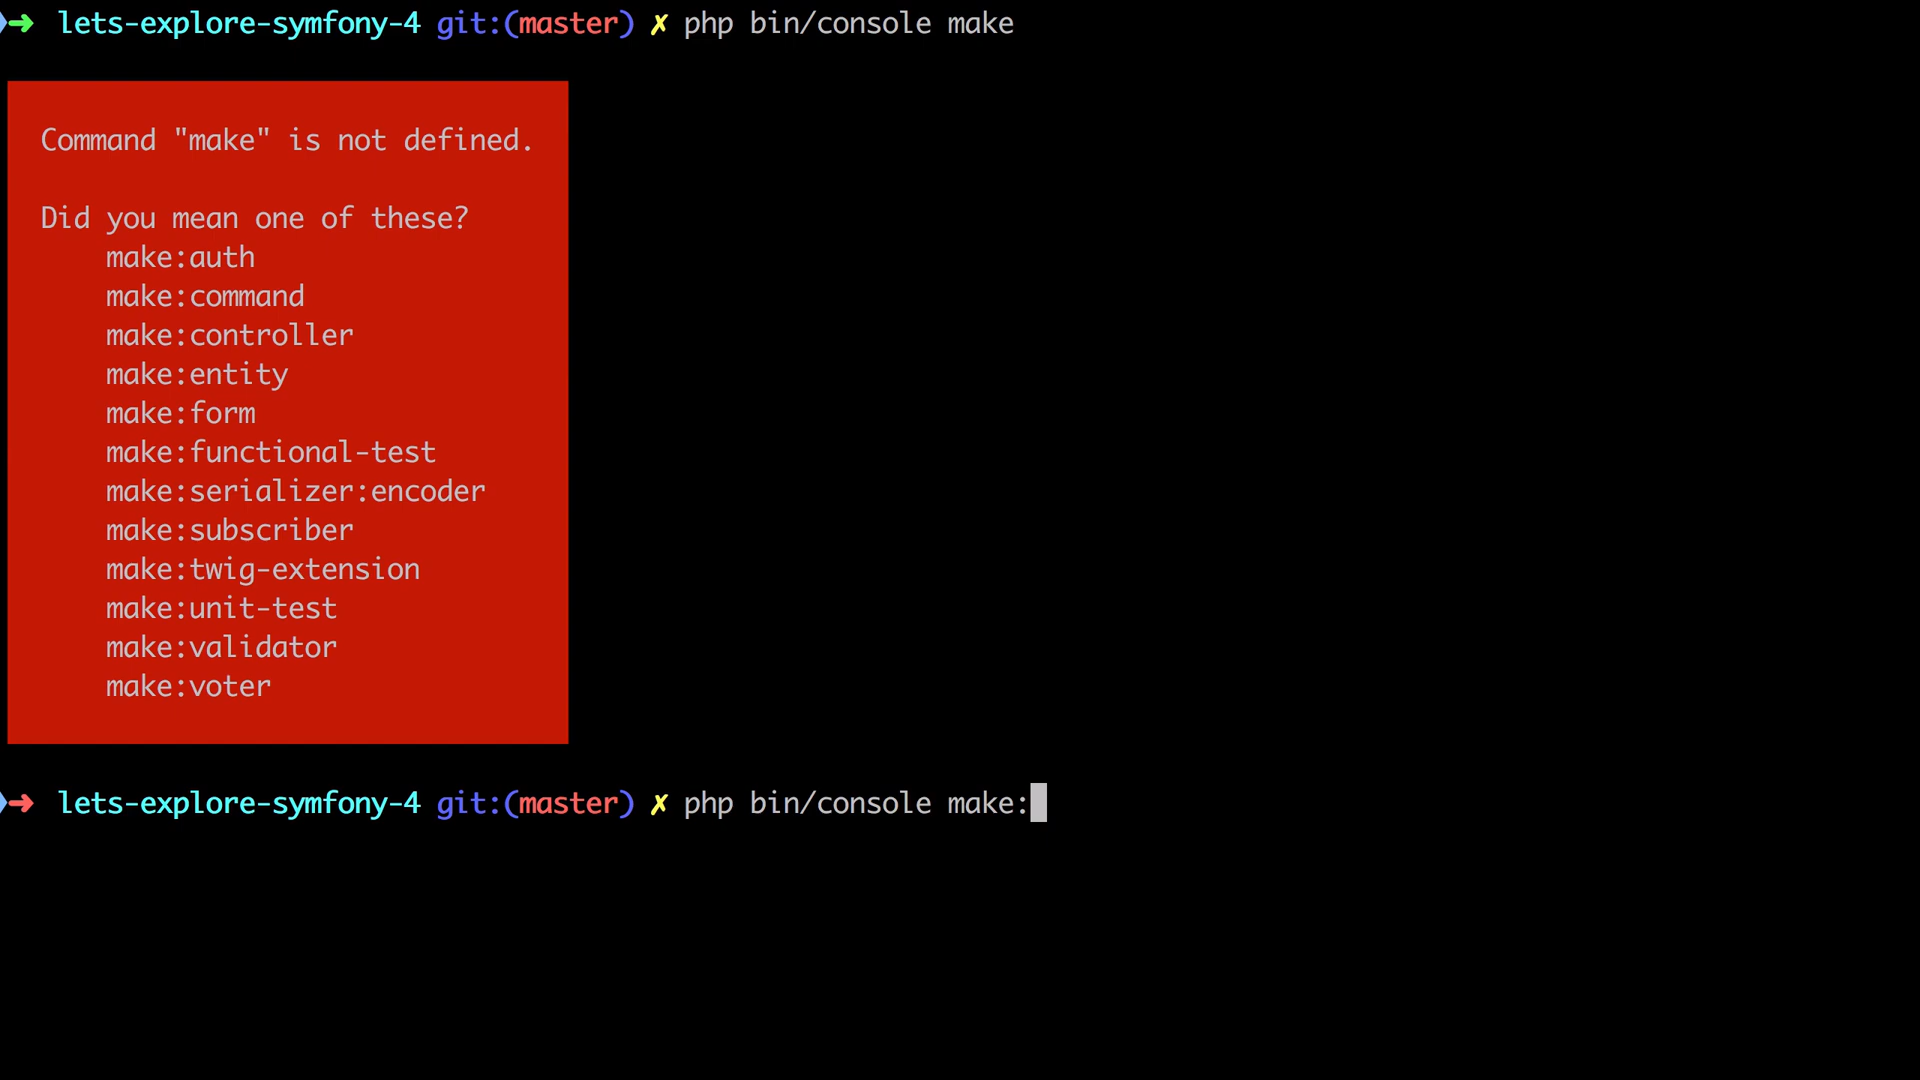 ➜ lets-explore-symfony-4 git:(master) ✗ php bin/console make
Command "make" is not defined.
Did you mean one of these?
make:auth
make:command
make:controller
make:entity
make:form
make:functional-test
make:serializer:encoder
make:subscriber
make:twig-extension
make:unit-test
make:validator
make:voter
➜ lets-explore-symfony-4 git:(master) ✗ php bin/console make: